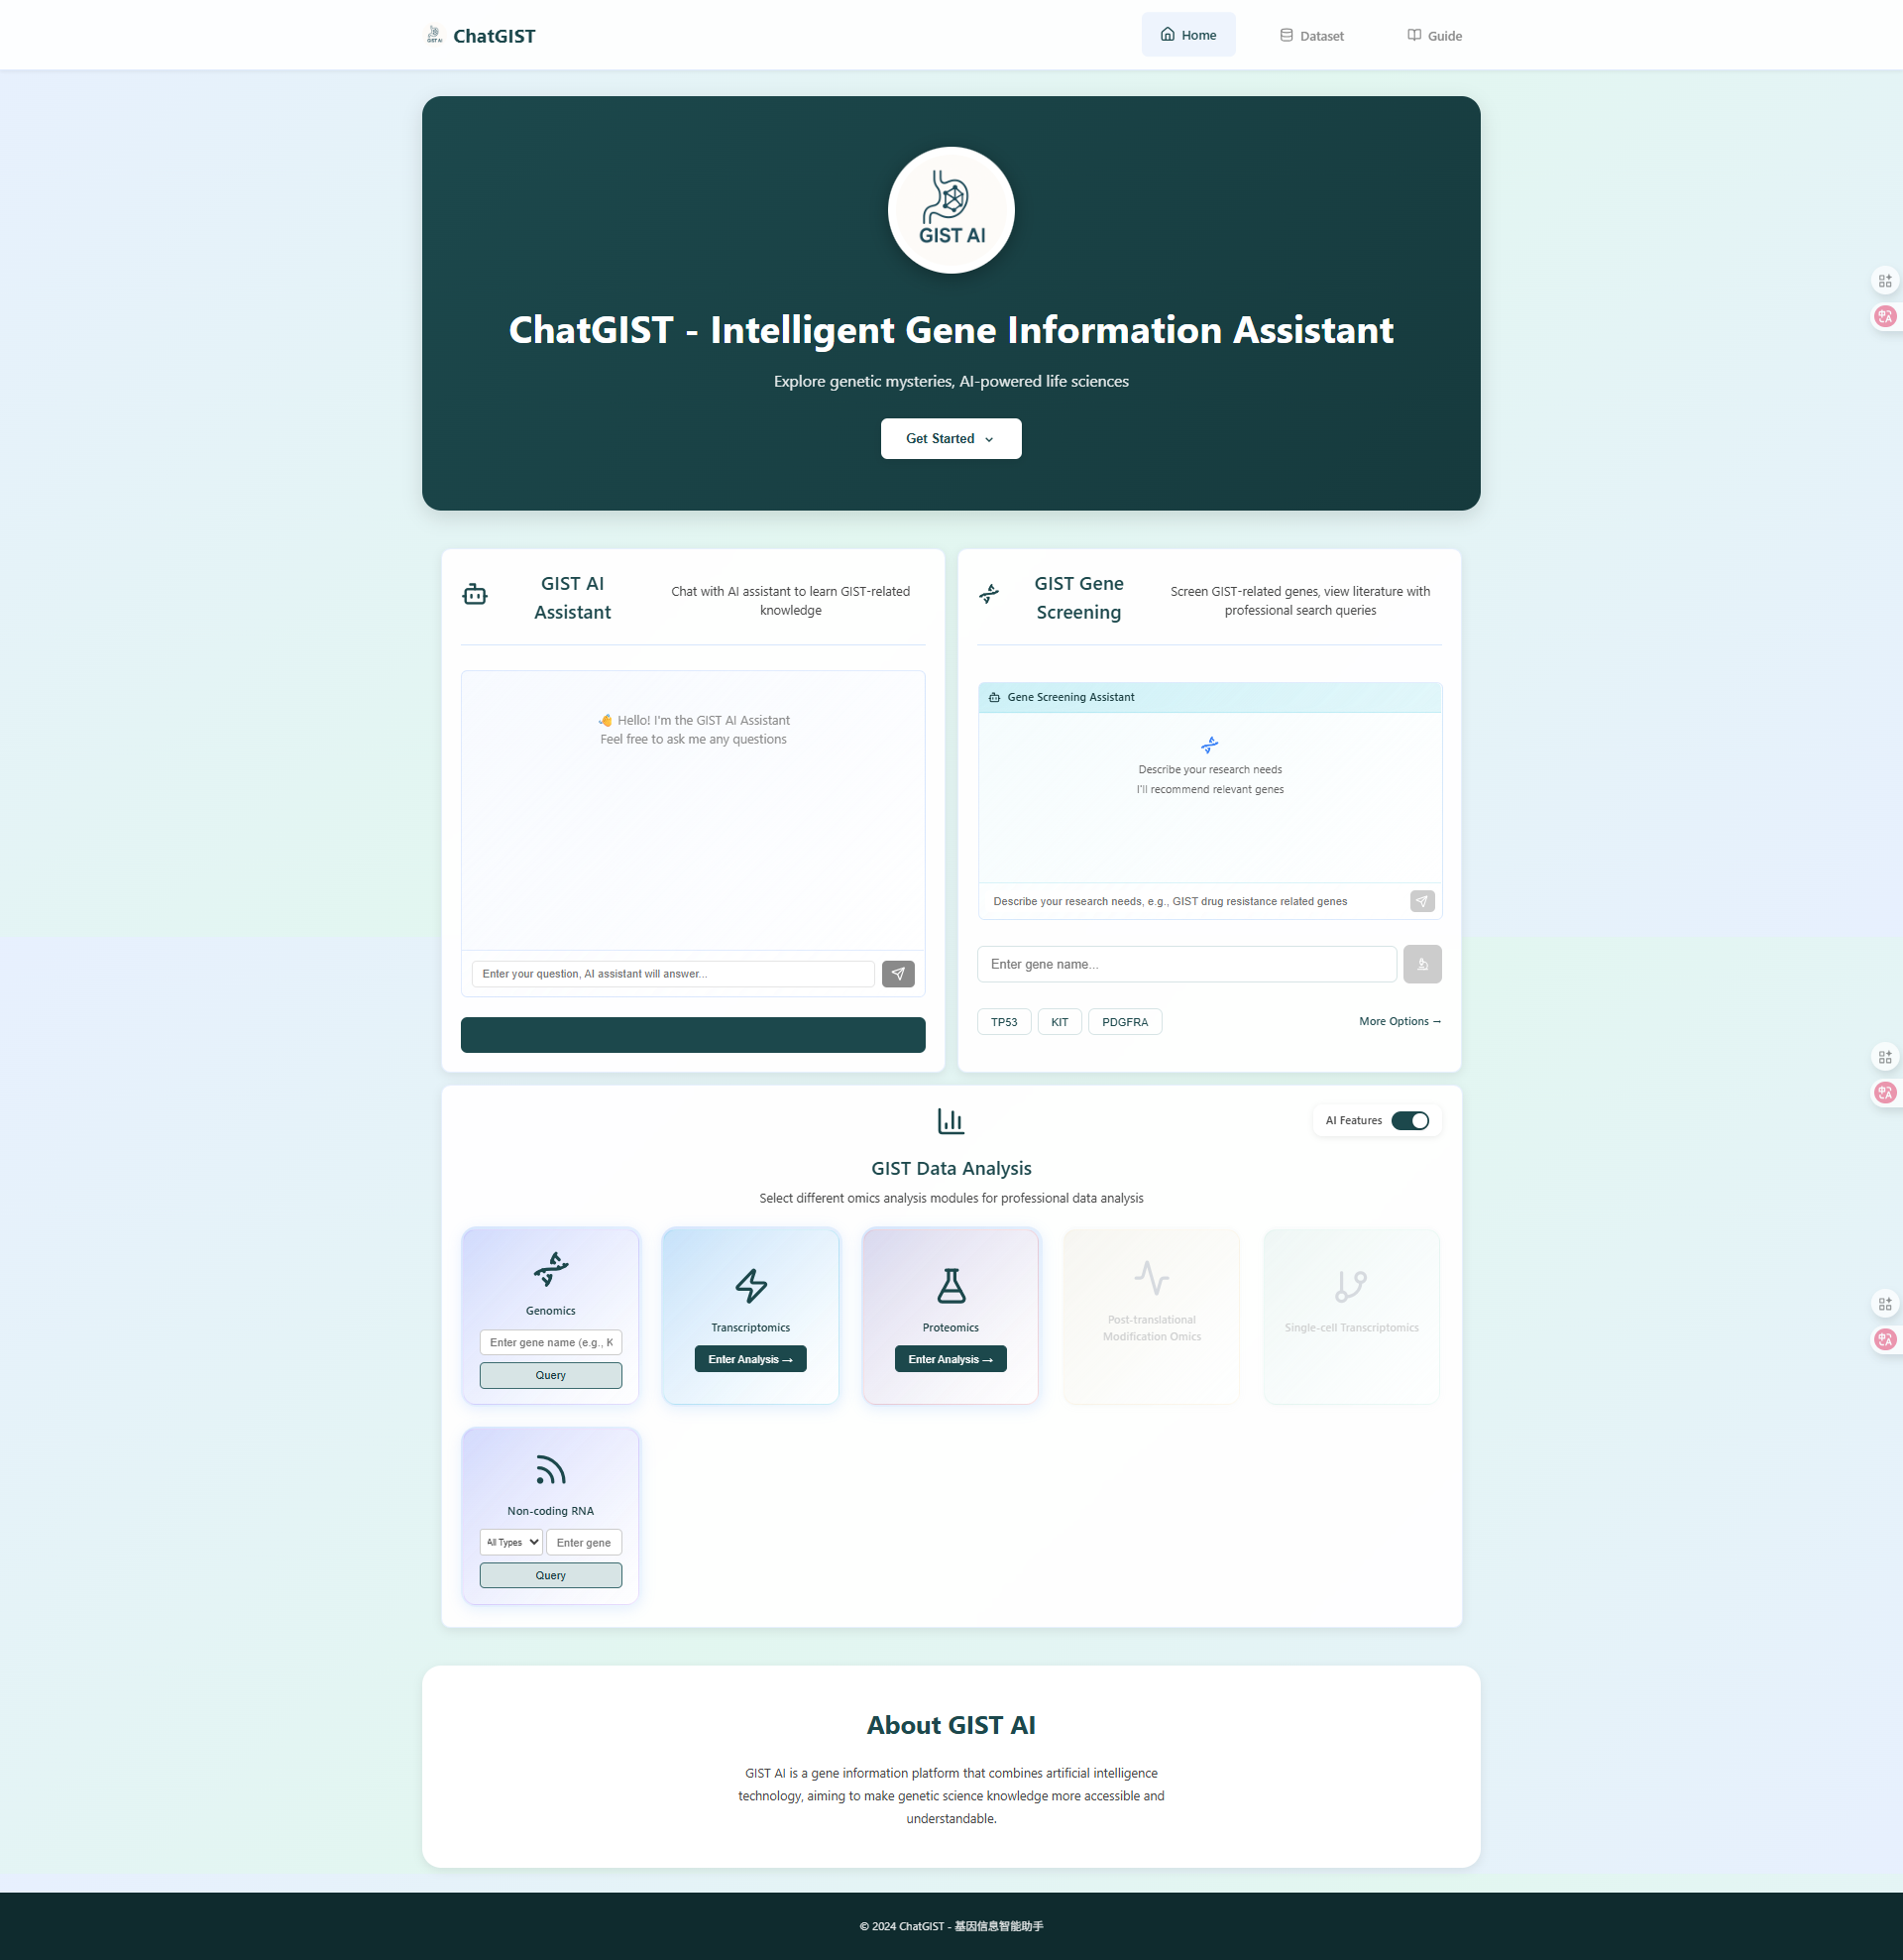 GIST AI
ChatGIST
Home
Dataset
Guide
GIST AI
ChatGIST - Intelligent Gene Information Assistant
Explore genetic mysteries, AI-powered life sciences
Get Started
GIST AI
Assistant
Chat with AI assistant to learn GIST-related
knowledge
👋 Hello! I'm the GIST AI Assistant
Feel free to ask me any questions
Enter your question, AI assistant will answer...
GIST Gene
Screening
Screen GIST-related genes, view literature with
professional search queries
Gene Screening Assistant
Describe your research needs
I'll recommend relevant genes
Describe your research needs, e.g., GIST drug resistance related genes
Enter gene name...
TP53
KIT
PDGFRA
More Options →
AI Features
GIST Data Analysis
Select different omics analysis modules for professional data analysis
Genomics
Enter gene name (e.g., K
Query
Transcriptomics
Enter Analysis →
Proteomics
Enter Analysis →
Post-translational
Modification Omics
Single-cell Transcriptomics
Non-coding RNA
All Types
Enter gene
Query
About GIST AI
GIST AI is a gene information platform that combines artificial intelligence
technology, aiming to make genetic science knowledge more accessible and
understandable.
© 2024 ChatGIST - 基因信息智能助手